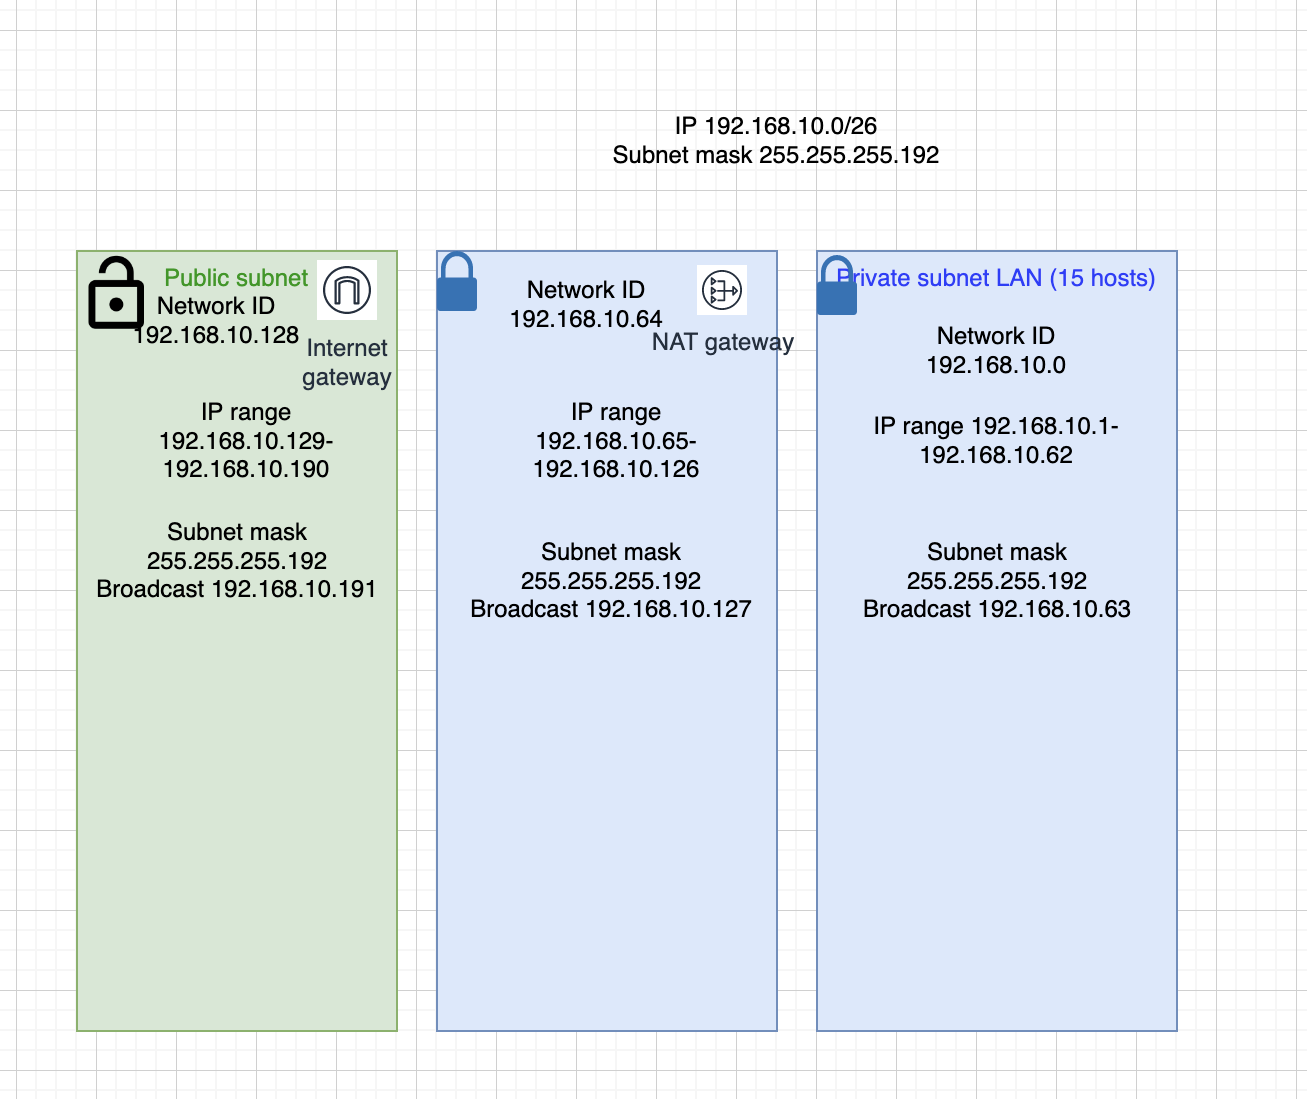 IP 192.168.10.0/26
Subnet mask 255.255.255.192
Public subnet
Network ID
192.168.10.128
Internet
gateway
IP range
192.168.10.129-
192.168.10.190
Subnet mask
255.255.255.192
Broadcast 192.168.10.191
Network ID
192.168.10.64
NAT gateway
IP range
192.168.10.65-
192.168.10.126
Subnet mask
255.255.255.192
Broadcast 192.168.10.127
Private subnet LAN (15 hosts)
Network ID
192.168.10.0
IP range 192.168.10.1-
192.168.10.62
Subnet mask
255.255.255.192
Broadcast 192.168.10.63